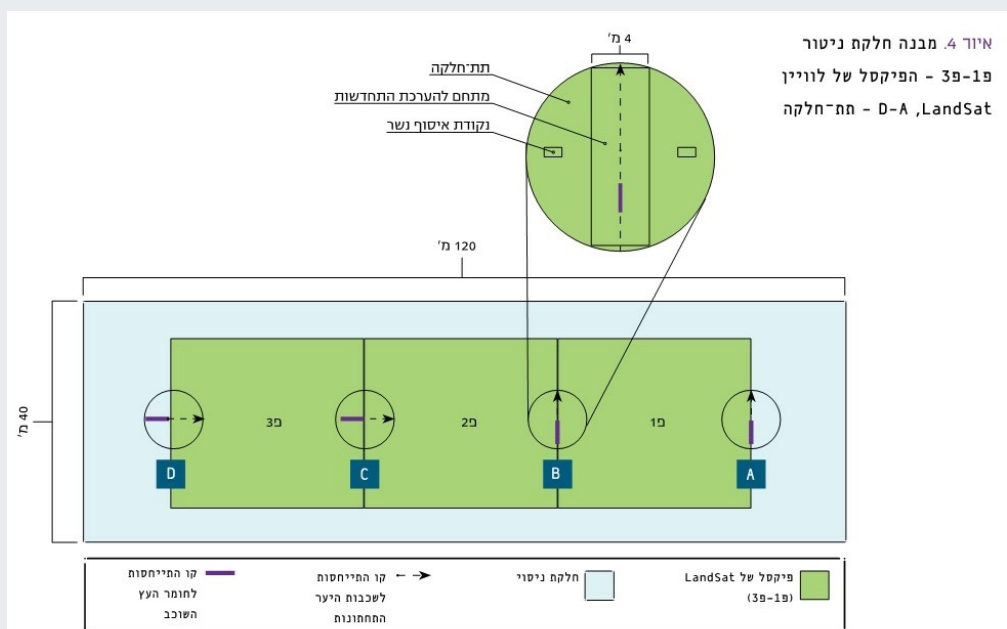 איור 4. מבנה חלקת ניטור
פ1-פ3 - הפיקסל של לוויין
LandSat, D-A - תת־חלקה
4 מ'
תת־חלקה
מתחם להערכת התחדשות
נקודת איסוף נשר
120 מ'
40 מ'
פ1
פ2
פ3
A
B
C
D
פיקסל של LandSat
(פ1-פ3)
חלקת ניסוי
קו התייחסות
לשכבות היער
התחתונות
קו התייחסות
לחומר העץ
השוכב